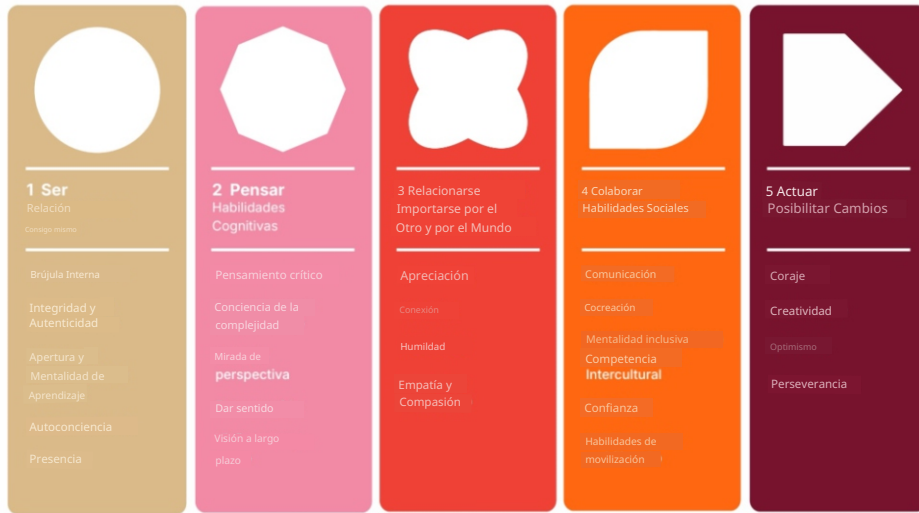 1 Ser
Relación
Consigo mismo
Brújula Interna
Integridad y
Autenticidad
Apertura y
Mentalidad de
Aprendizaje
Autoconciencia
Presencia
2 Pensar
Habilidades
Cognitivas
Pensamiento crítico
Conciencia de la
complejidad
Mirada de
perspectiva
Dar sentido
Visión a largo
plazo
3 Relacionarse
Importarse por el
Otro y por el Mundo
Apreciación
Conexión
Humildad
Empatía y
Compasión
4 Colaborar
Habilidades Sociales
Comunicación
Cocreación
Mentalidad inclusiva
Competencia
Intercultural
Confianza
Habilidades de
movilización
5 Actuar
Posibilitar Cambios
Coraje
Creatividad
Optimismo
Perseverancia